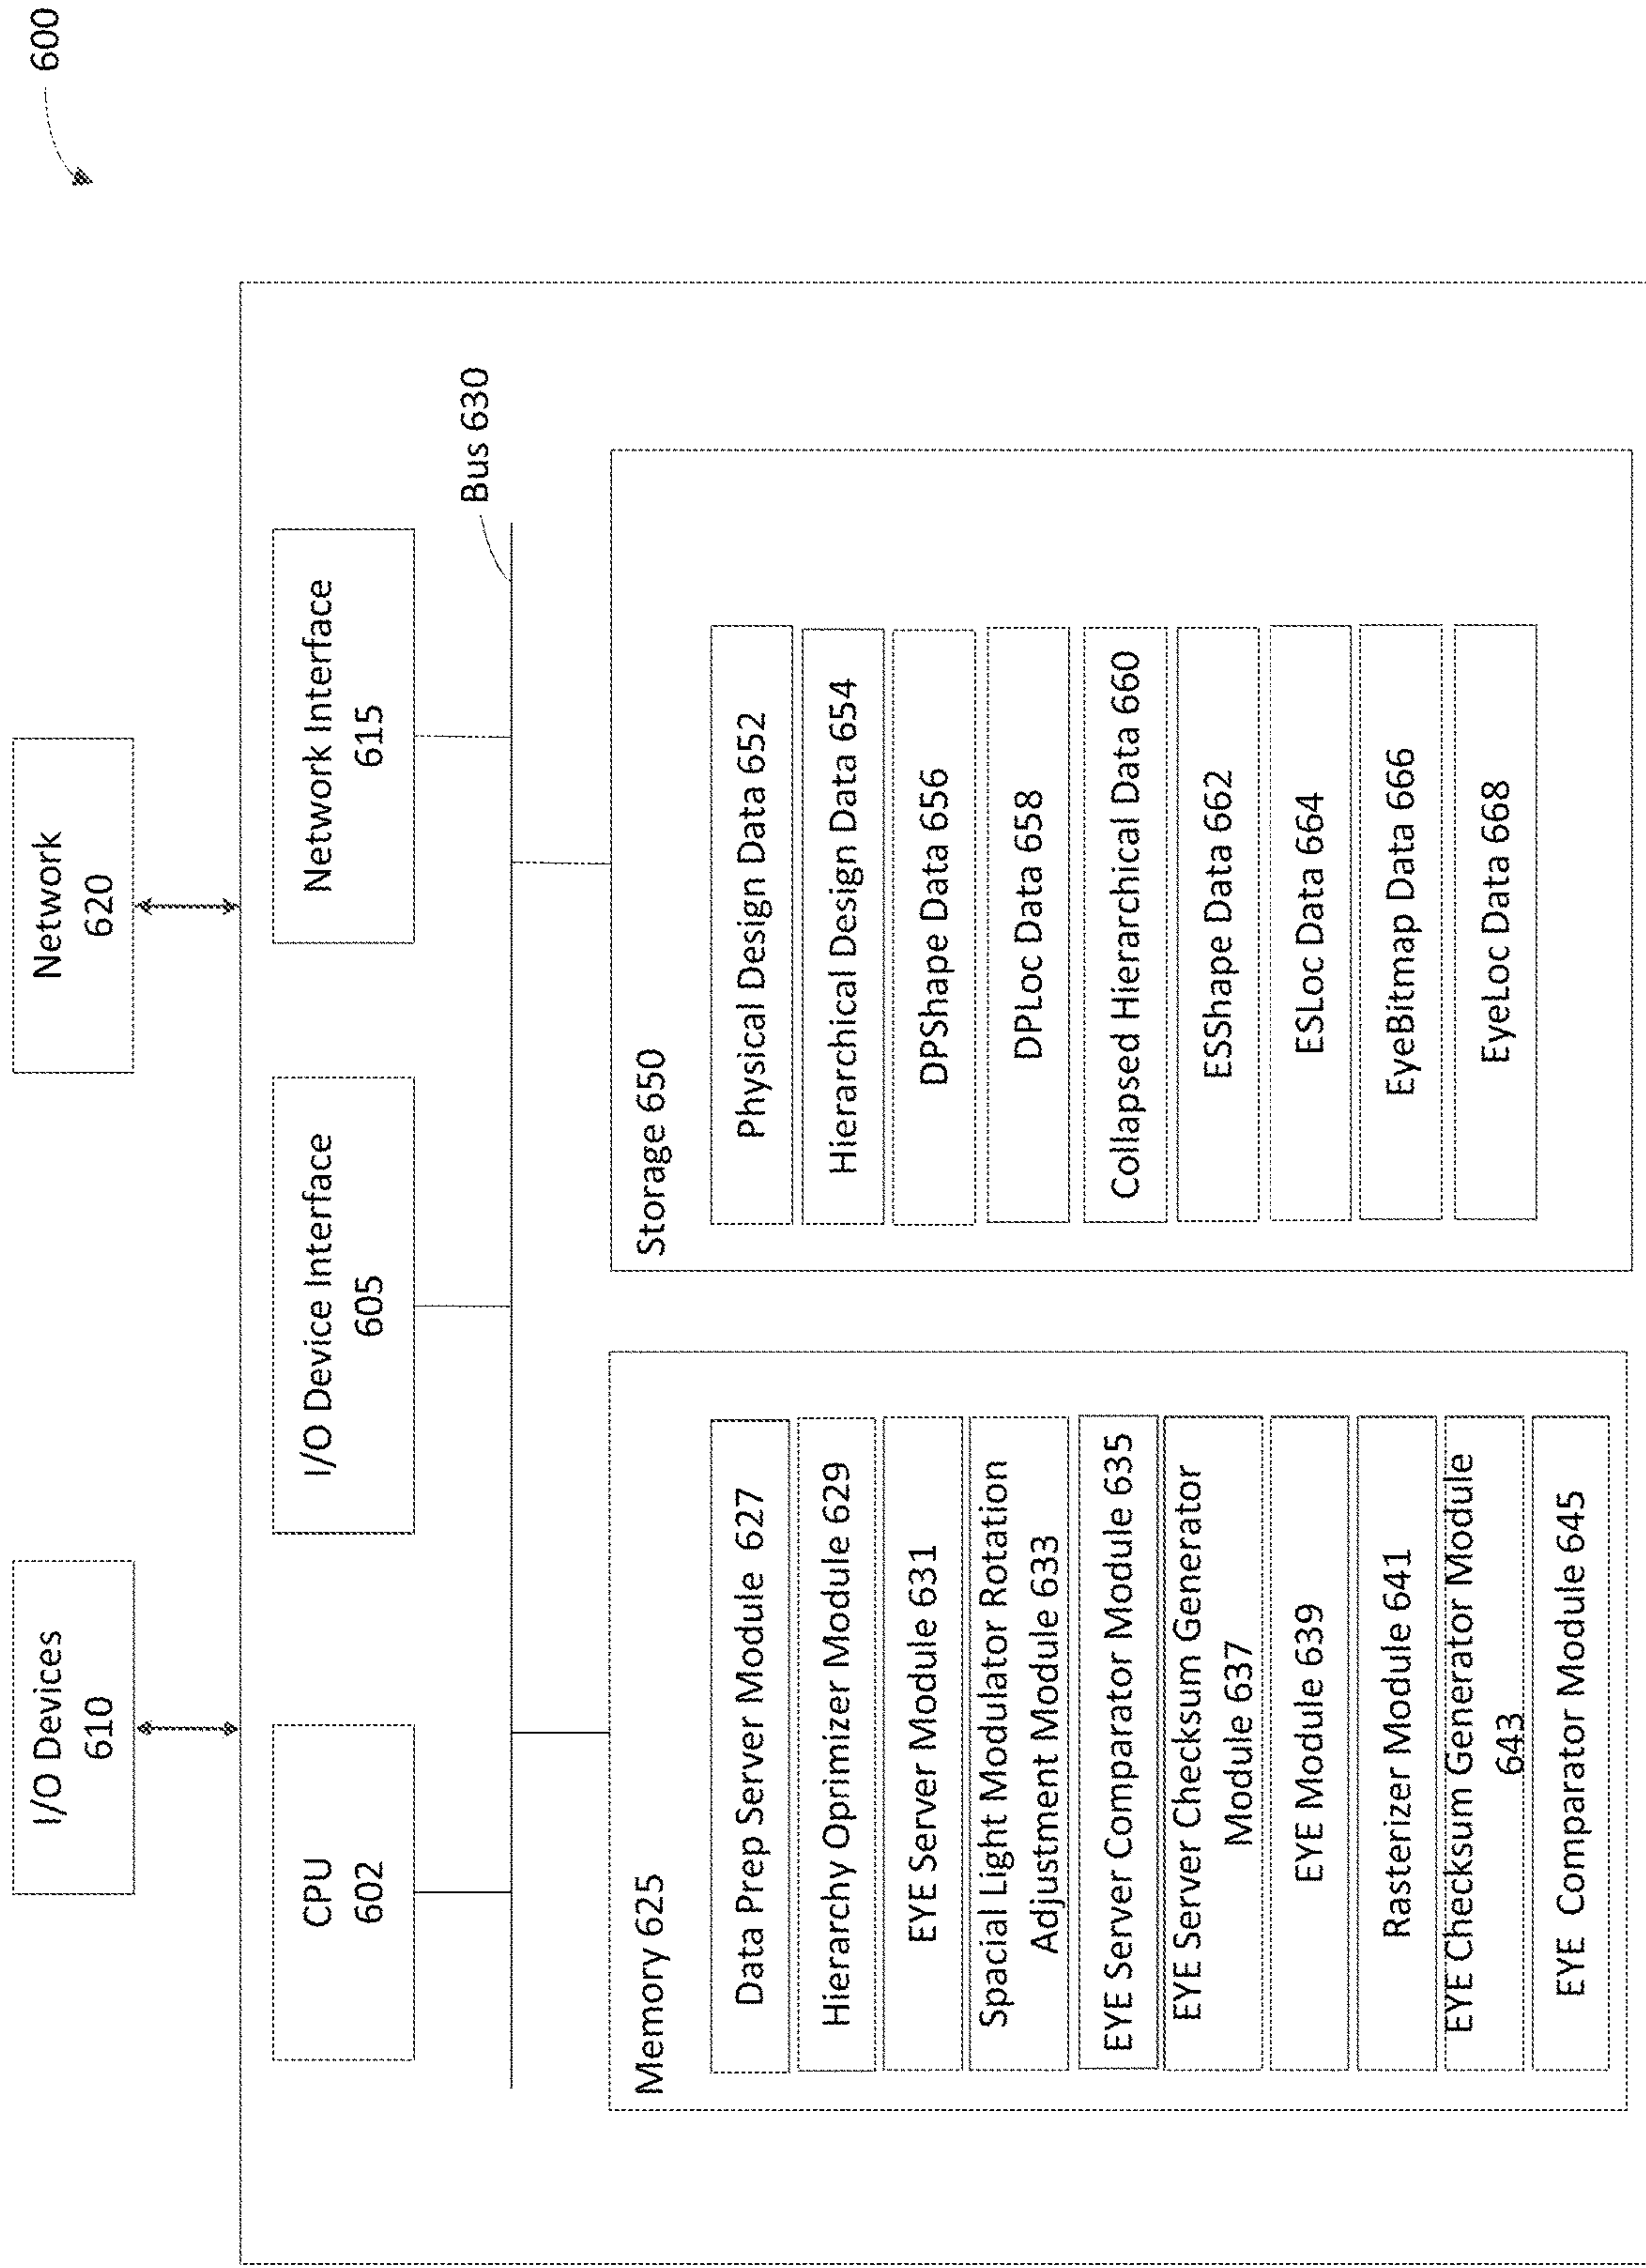 600
I/O Devices
610
Network
620
CPU
602
I/O Device Interface
605
Network Interface
615
Bus 630
Memory 625
Data Prep Server Module 627
Hierarchy Oprimizer Module 629
EYE Server Module 631
Spacial Light Modulator Rotation
Adjustment Module 633
EYE Server Comparator Module 635
EYE Server Checksum Generator
Module 637
EYE Module 639
Rasterizer Module 641
EYE Checksum Generator Module
643
EYE Comparator Module 645
Storage 650
Physical Design Data 652
Hierarchical Design Data 654
DPShape Data 656
DPLoc Data 658
Collapsed Hierarchical Data 660
ESShape Data 662
ESLoc Data 664
EyeBitmap Data 666
EyeLoc Data 668